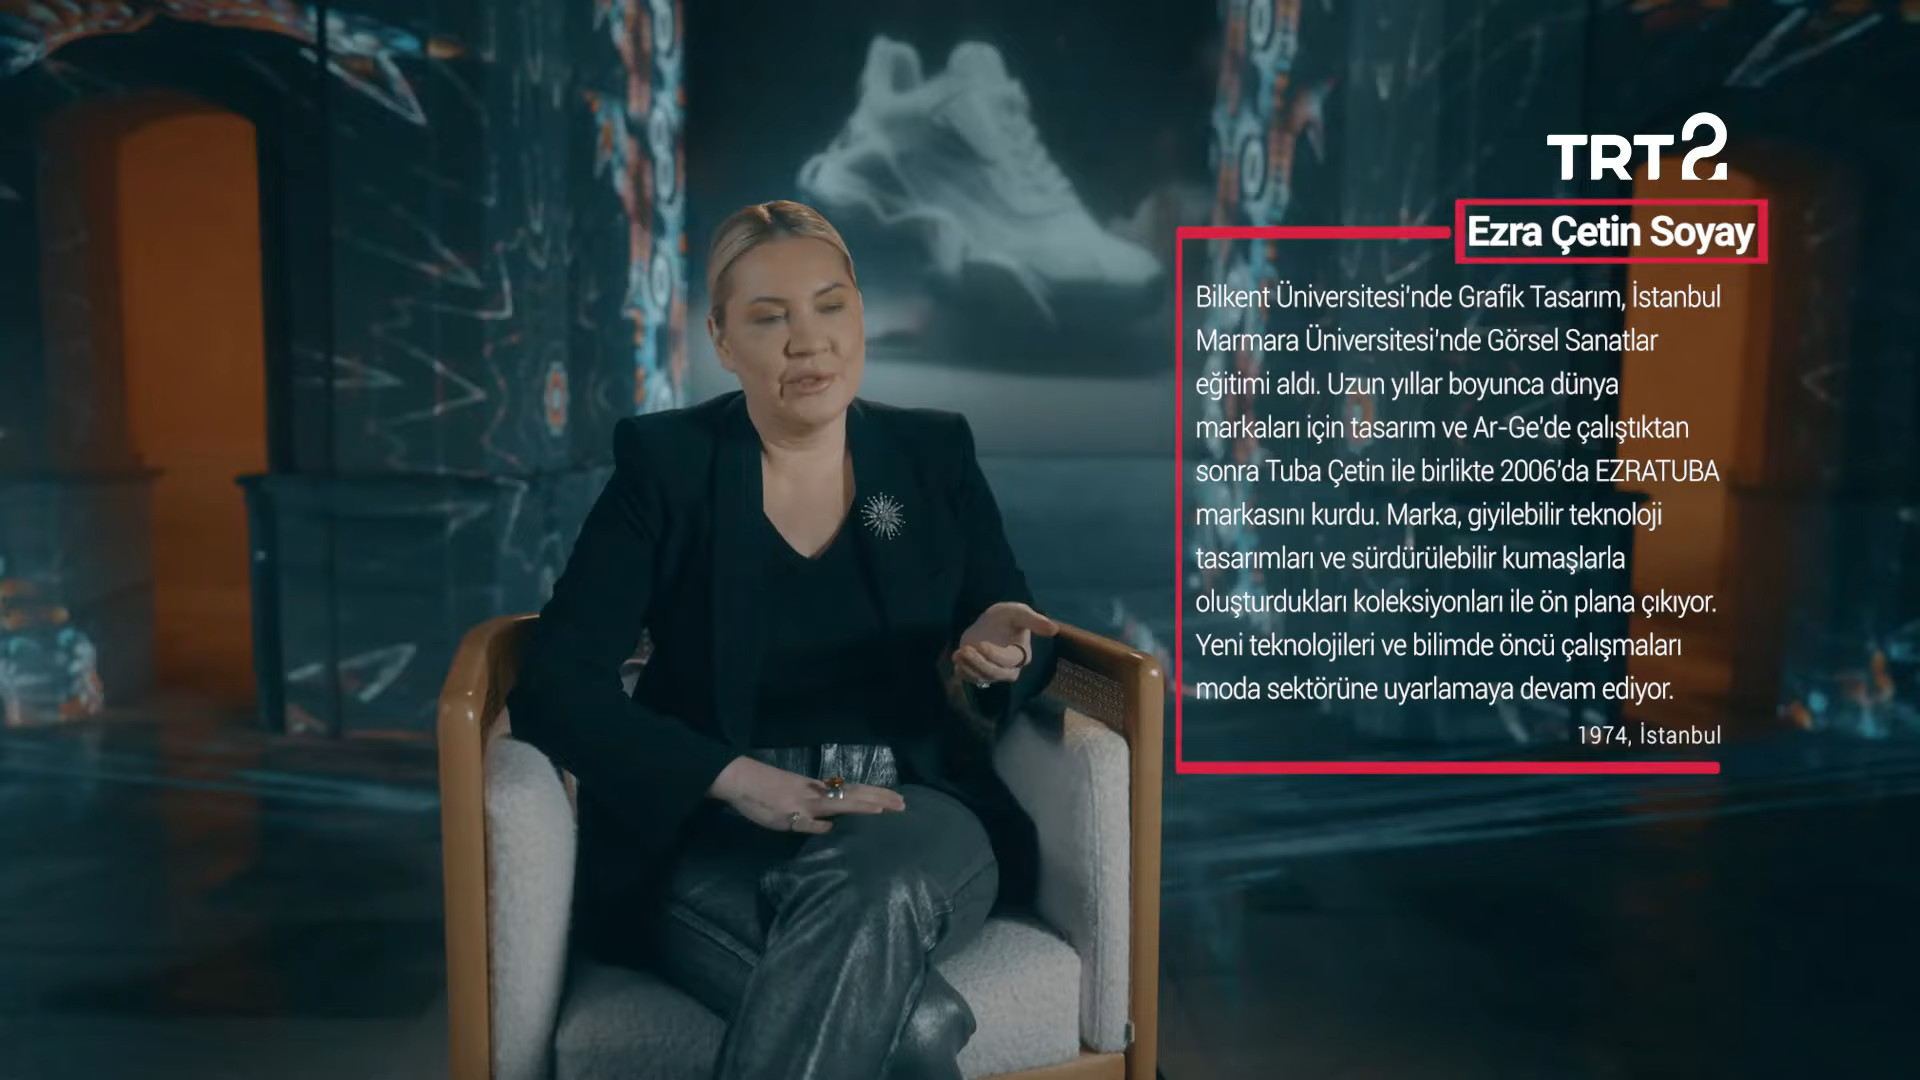 TRT2
Ezra Çetin Soyay
Bilkent Üniversitesi'nde Grafik Tasarım, İstanbul
Marmara Üniversitesi'nde Görsel Sanatlar
eğitimi aldı. Uzun yıllar boyunca dünya
markaları için tasarım ve Ar-Ge'de çalıştıktan
sonra Tuba Çetin ile birlikte 2006'da EZRATUBA
markasını kurdu. Marka, giyilebilir teknoloji
tasarımları ve sürdürülebilir kumaşlarla
oluşturdukları koleksiyonları ile ön plana çıkıyor.
Yeni teknolojileri ve bilimde öncü çalışmaları
moda sektörüne uyarlamaya devam ediyor.
1974, İstanbul